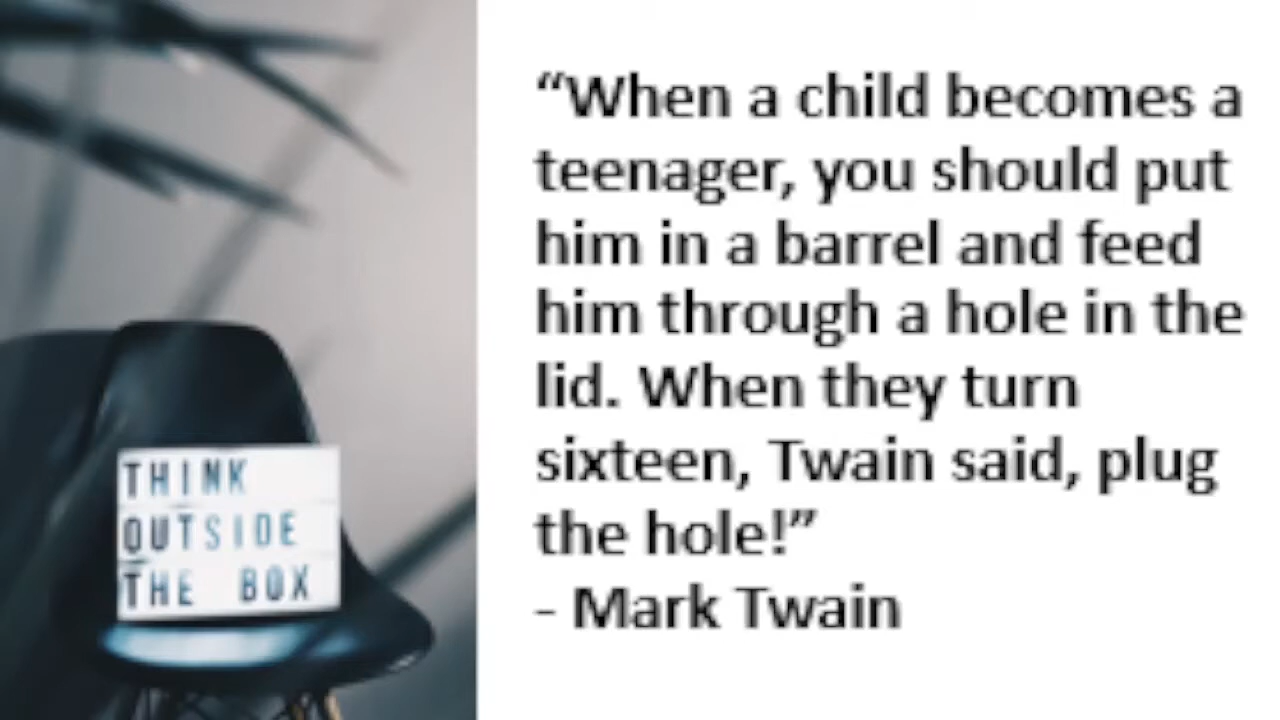 THINK
OUTSIDE
THE BOX
“When a child becomes a
teenager, you should put
him in a barrel and feed
him through a hole in the
lid. When they turn
sixteen, Twain said, plug
the hole!”
- Mark Twain